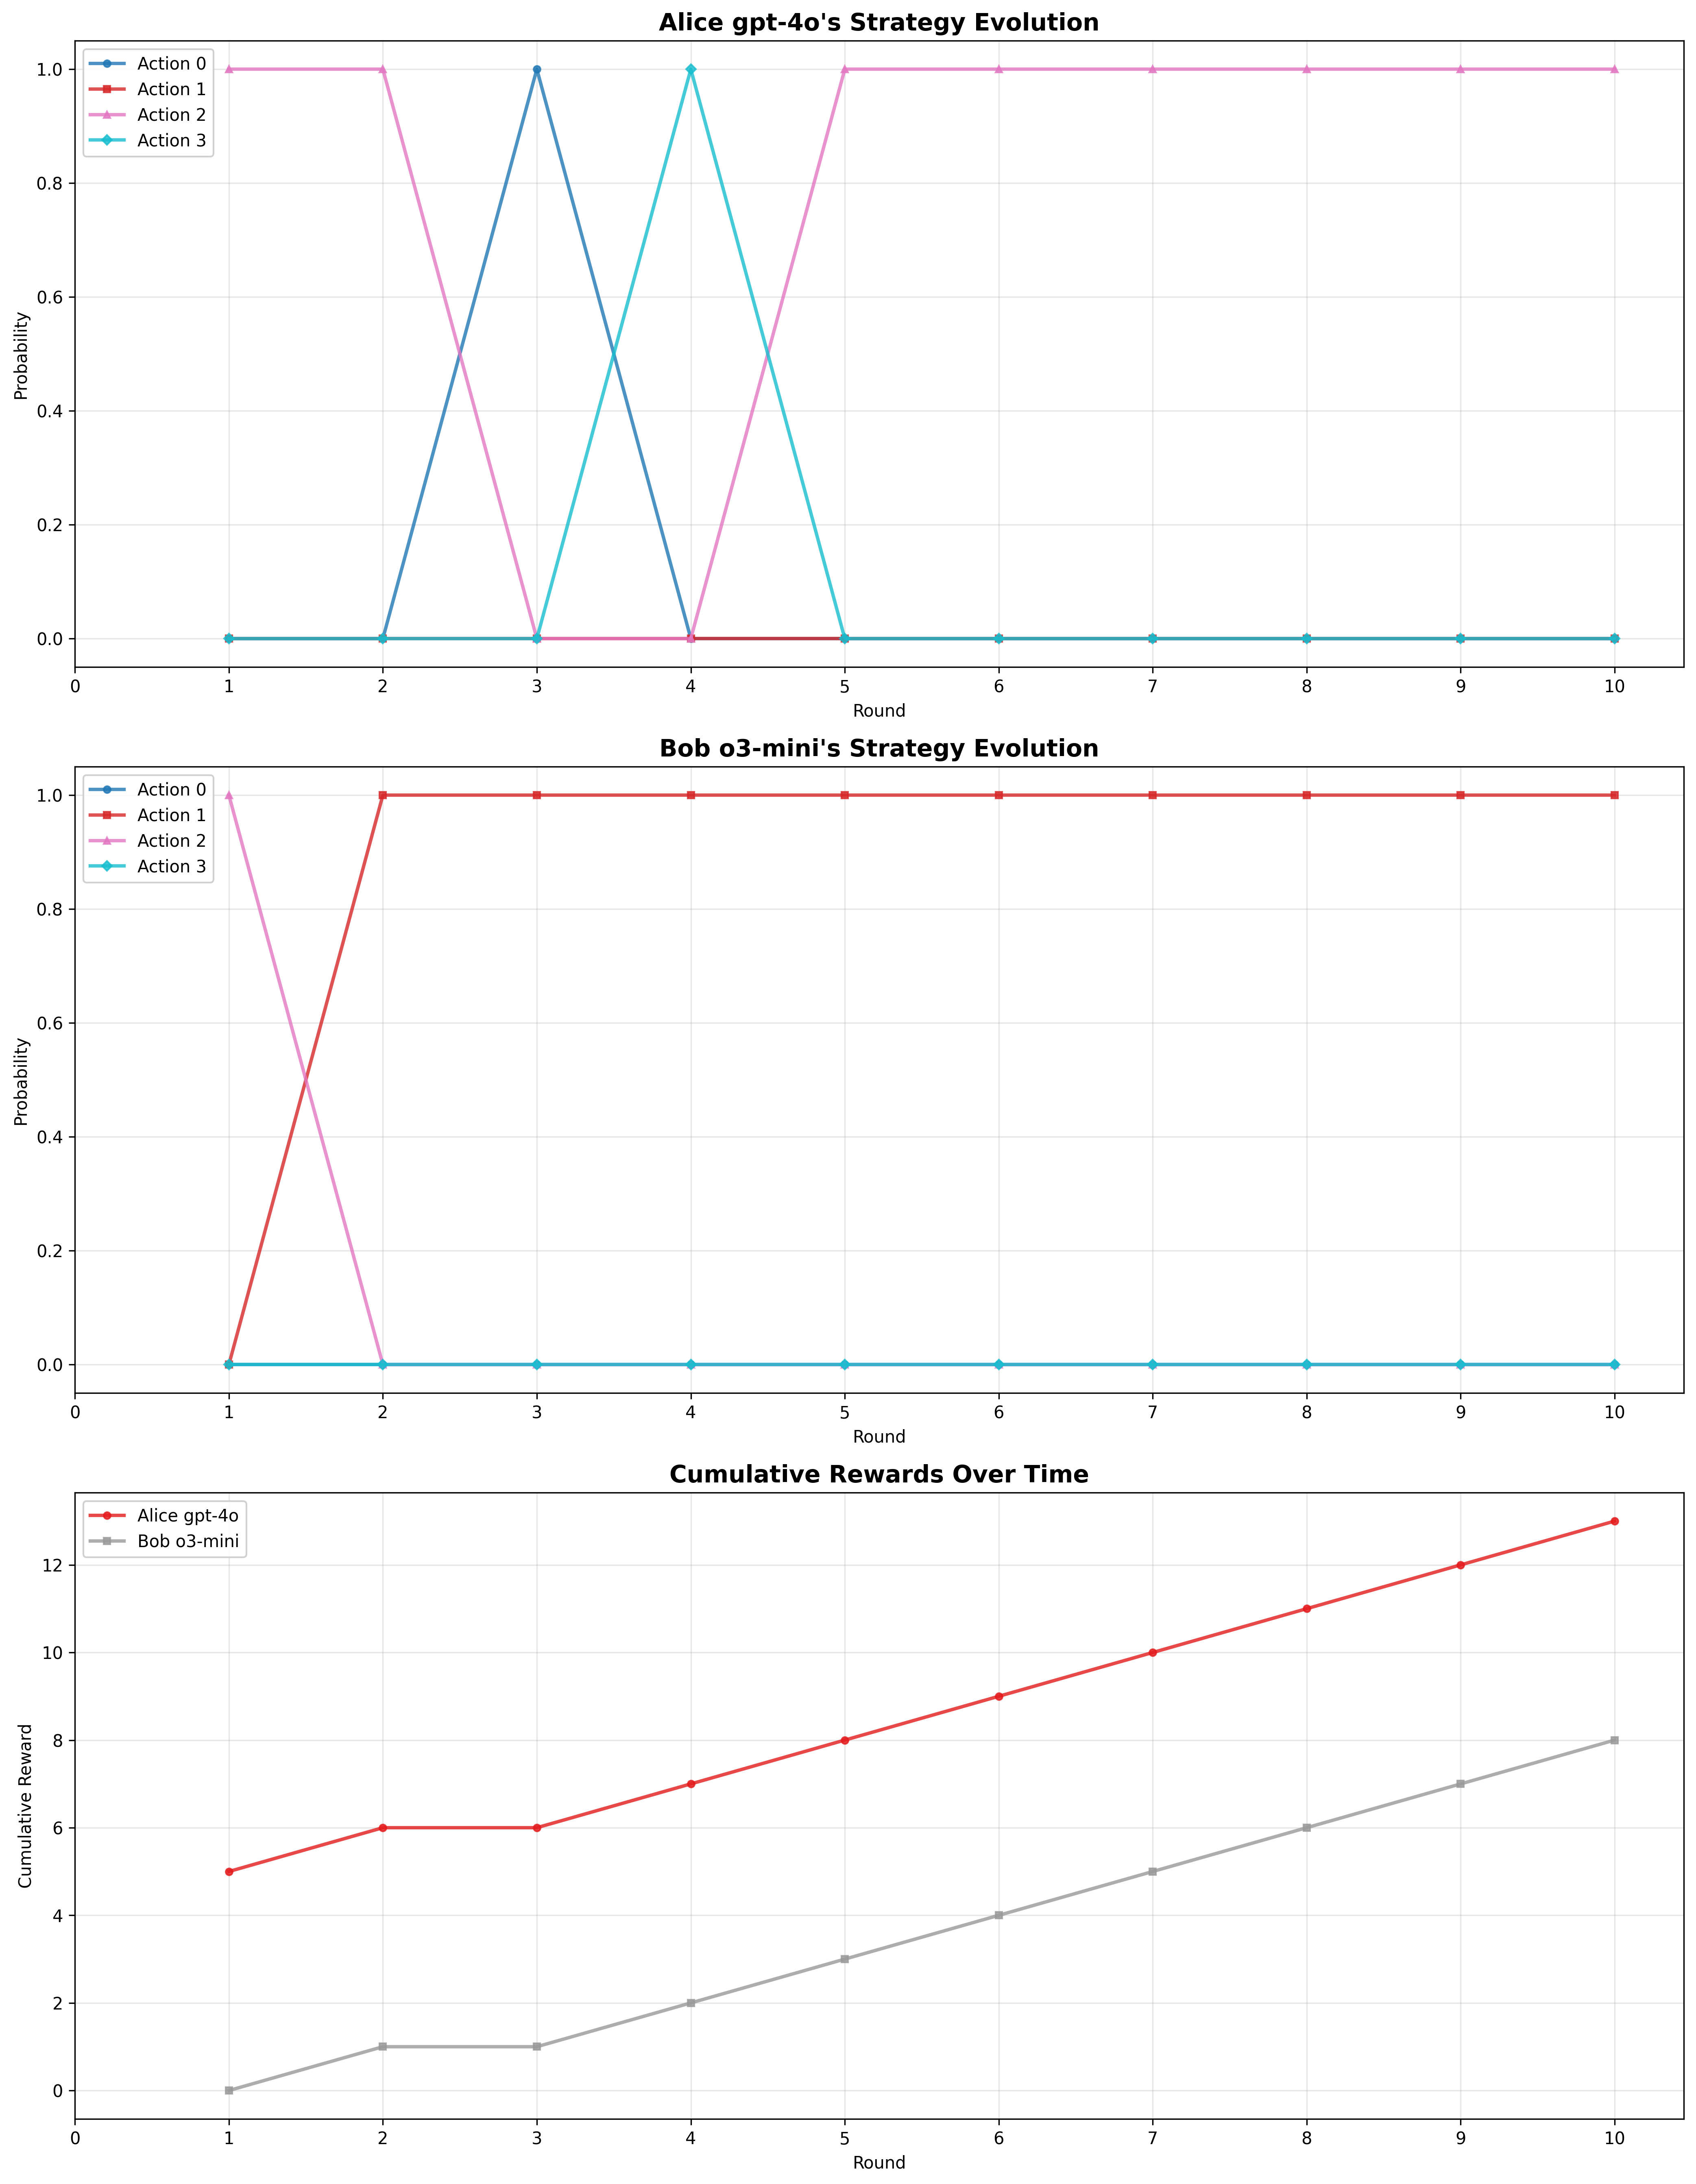 Alice gpt-4o's Strategy Evolution
Action 0
Action 1
Action 2
Action 3
1.0
0.8
0.6
0.4
0.2
0.0
Probability
0 1 2 3 4 5 6 7 8 9 10
Round
Bob o3-mini's Strategy Evolution
Action 0
Action 1
Action 2
Action 3
1.0
0.8
0.6
0.4
0.2
0.0
Probability
0 1 2 3 4 5 6 7 8 9 10
Round
Cumulative Rewards Over Time
Alice gpt-4o
Bob o3-mini
12
10
8
6
4
2
0
Cumulative Reward
0 1 2 3 4 5 6 7 8 9 10
Round